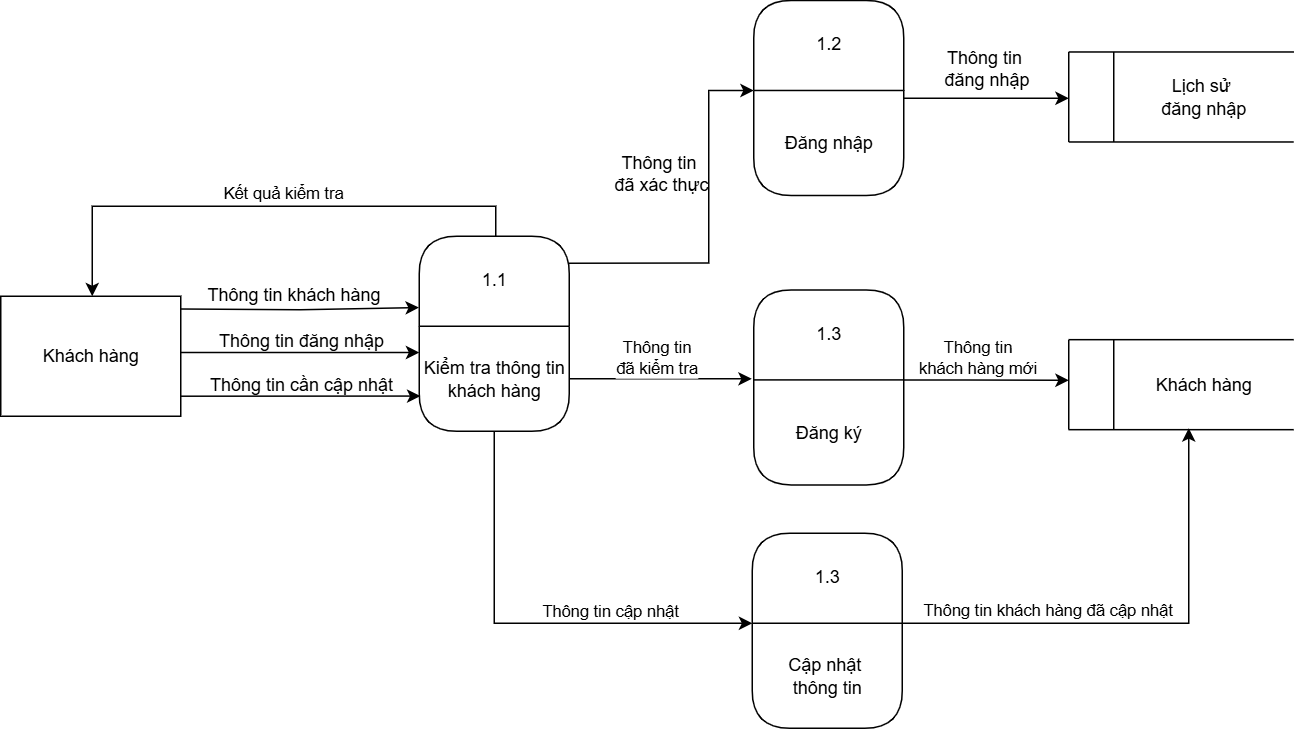 1.2
Đăng nhập
Thông tin
đăng nhập
Lịch sử
đăng nhập
Thông tin
đã xác thực
Kết quả kiểm tra
Khách hàng
Thông tin khách hàng
Thông tin đăng nhập
Thông tin cần cập nhật
1.1
Kiểm tra thông tin
khách hàng
Thông tin
đã kiểm tra
1.3
Đăng ký
Thông tin
khách hàng mới
Khách hàng
Thông tin cập nhật
1.3
Cập nhật
thông tin
Thông tin khách hàng đã cập nhật